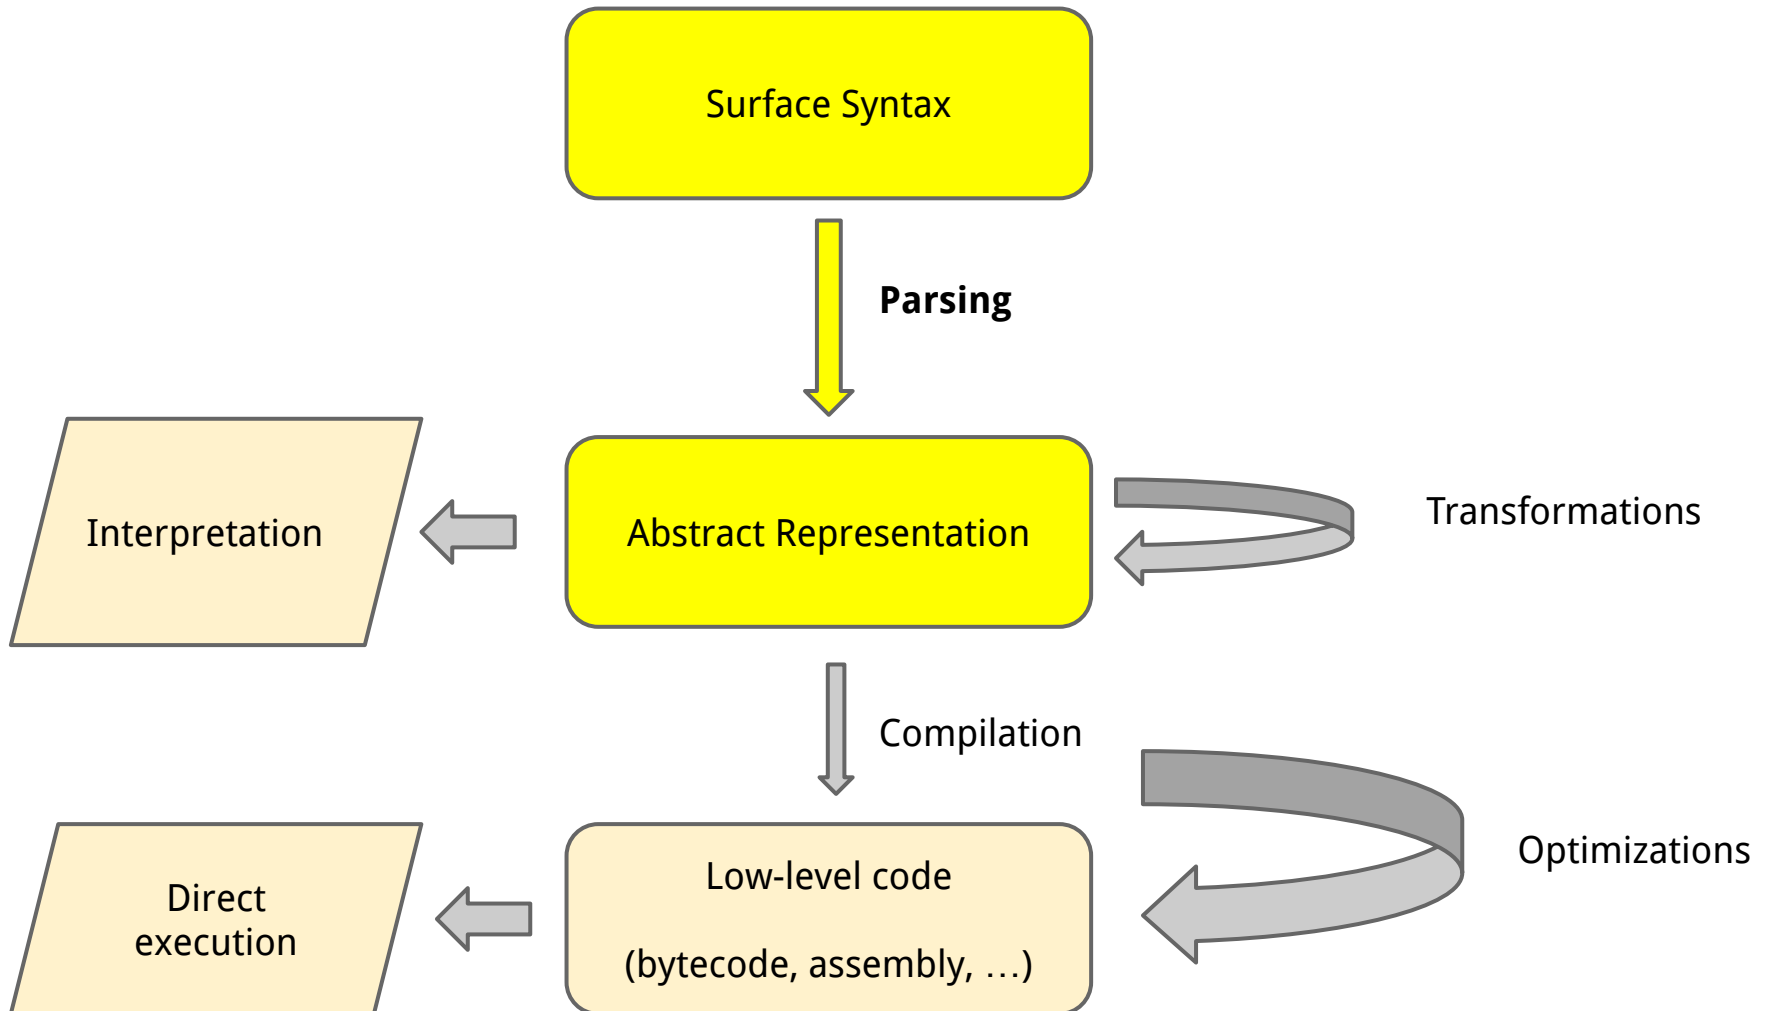 Surface Syntax
Parsing
Interpretation
Abstract Representation
Transformations
Compilation
Optimizations
Direct
execution
Low-level code
(bytecode, assembly, …)